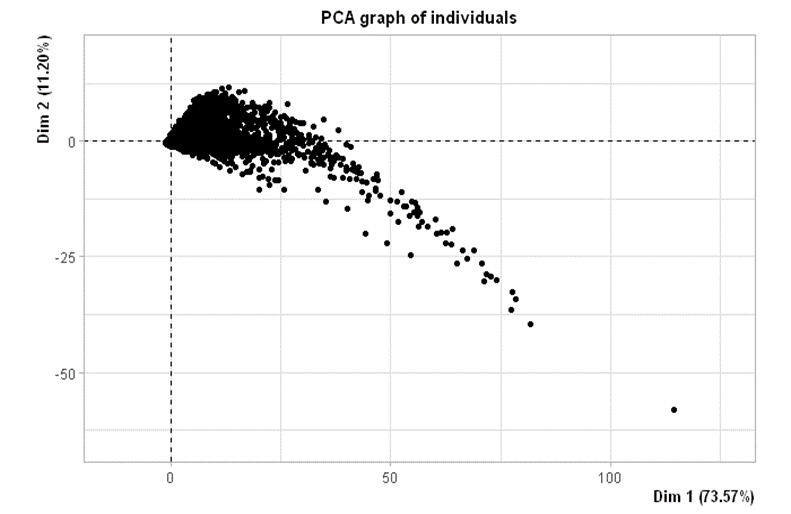 PCA graph of individuals
Dim 2 (11.20%)
0
-25
-50
0
50
100
Dim 1 (73.57%)